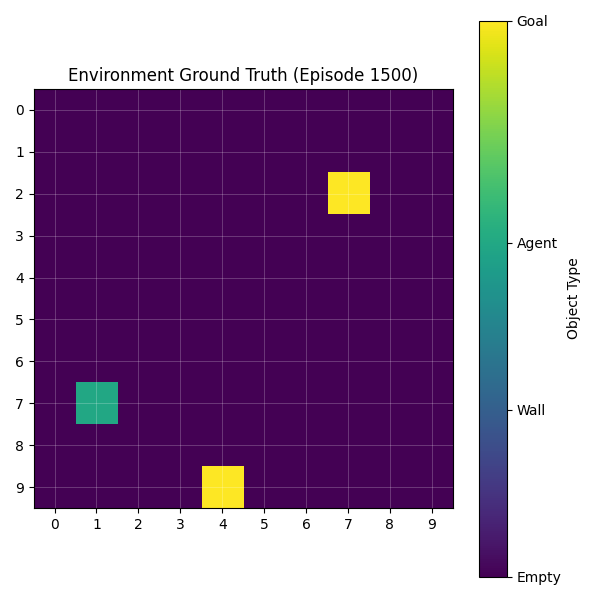 Environment Ground Truth (Episode 1500)
0
1
2
3
4
5
6
7
8
9
0 1 2 3 4 5 6 7 8 9
Goal
Agent
Wall
Empty
Object Type